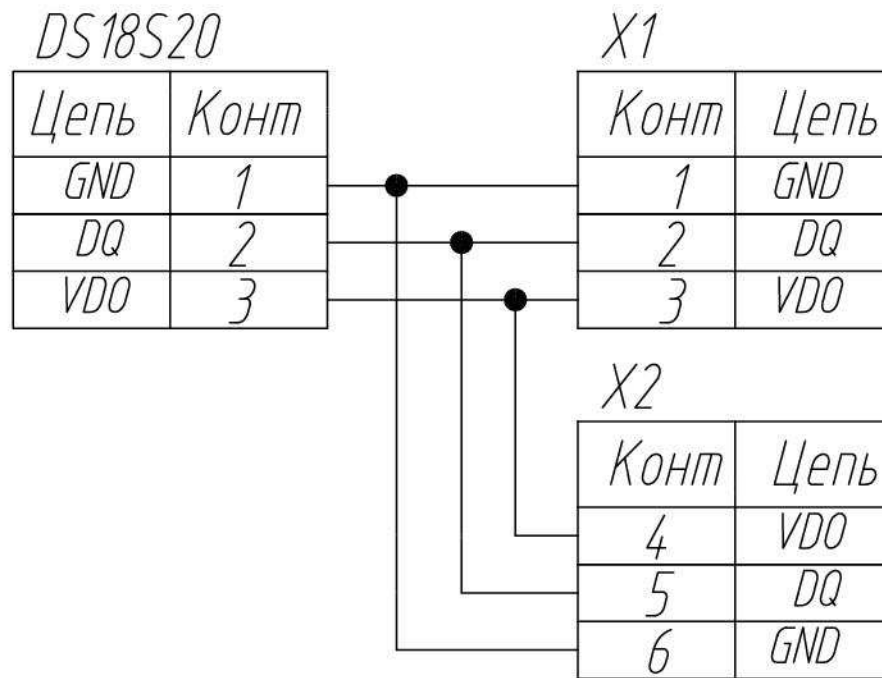 DS18S20
Цепь Конт
GND 1
DQ 2
VDO 3
X1
Конт Цепь
1 GND
2 DQ
3 VDO
X2
Конт Цепь
4 VDO
5 DQ
6 GND